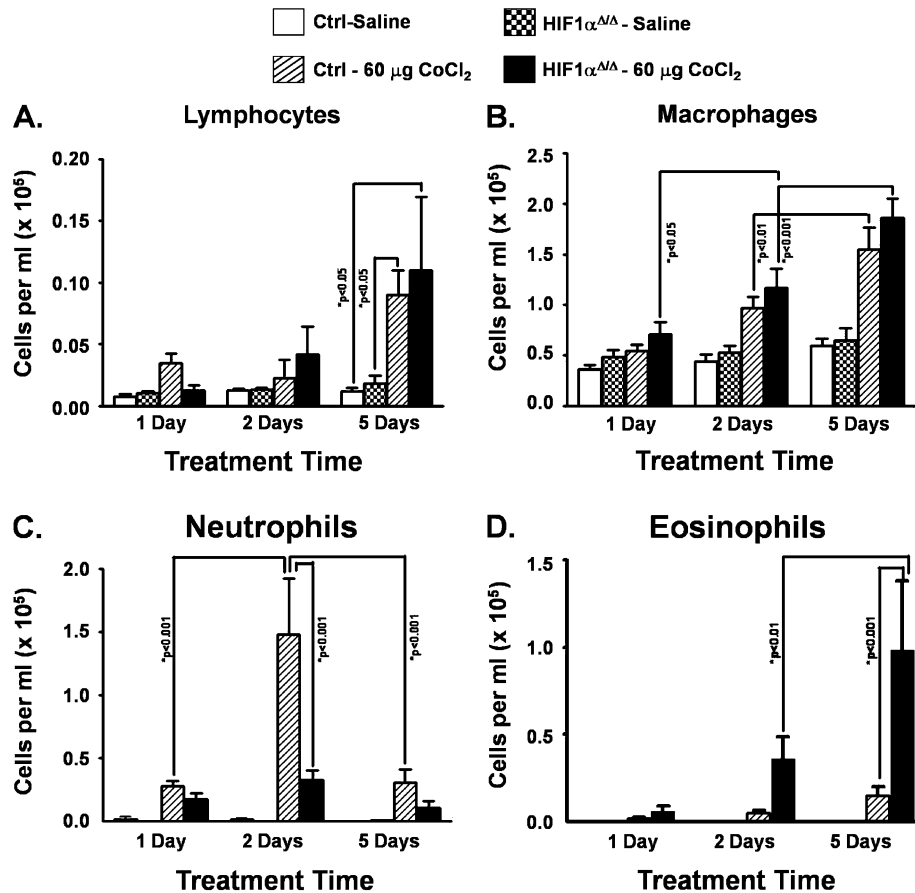 Ctrl-Saline
HIF1α^Δ/Δ - Saline
Ctrl - 60 μg CoCl₂
HIF1α^Δ/Δ - 60 μg CoCl₂
A.
Lymphocytes
Cells per ml (x 10⁵)
0.20
0.15
0.10
0.05
0.00
*p<0.05
*p<0.05
1 Day
2 Days
5 Days
Treatment Time
B.
Macrophages
Cells per ml (x 10⁵)
2.5
2.0
1.5
1.0
0.5
0.0
*p<0.05
*p<0.01
*p<0.001
1 Day
2 Days
5 Days
Treatment Time
C.
Neutrophils
Cells per ml (x 10⁵)
2.0
1.5
1.0
0.5
0.0
*p<0.001
*p<0.001
*p<0.001
1 Day
2 Days
5 Days
Treatment Time
D.
Eosinophils
Cells per ml (x 10⁵)
1.5
1.0
0.5
0.0
*p<0.01
*p<0.001
1 Day
2 Days
5 Days
Treatment Time